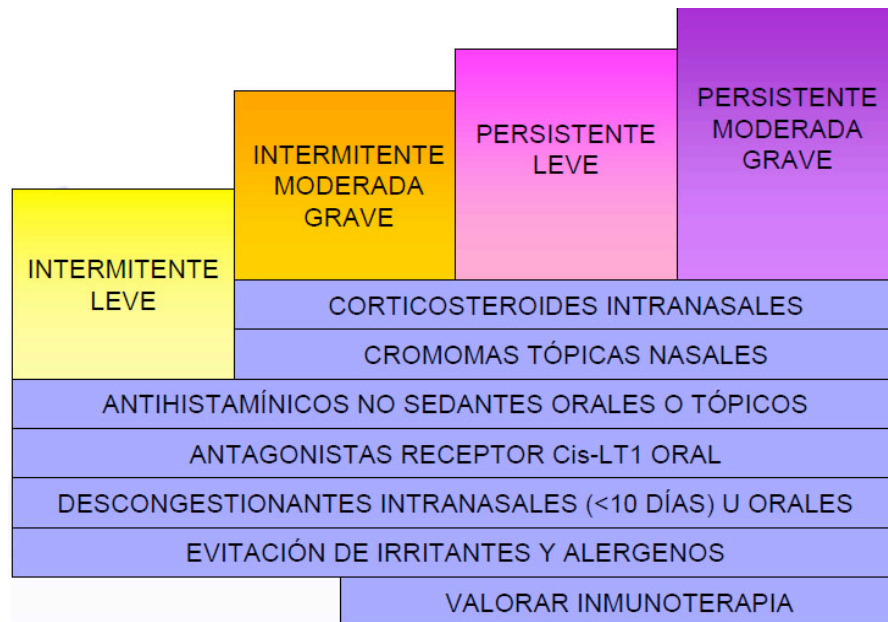 INTERMITENTE
LEVE
INTERMITENTE
MODERADA
GRAVE
PERSISTENTE
LEVE
PERSISTENTE
MODERADA
GRAVE
CORTICOSTEROIDES INTRANASALES
CROMOMAS TÓPICAS NASALES
ANTIHISTAMÍNICOS NO SEDANTES ORALES O TÓPICOS
ANTAGONISTAS RECEPTOR Cis-LT1 ORAL
DESCONGESTIONANTES INTRANASALES (<10 DÍAS) U ORALES
EVITACIÓN DE IRRITANTES Y ALERGENOS
VALORAR INMUNOTERAPIA